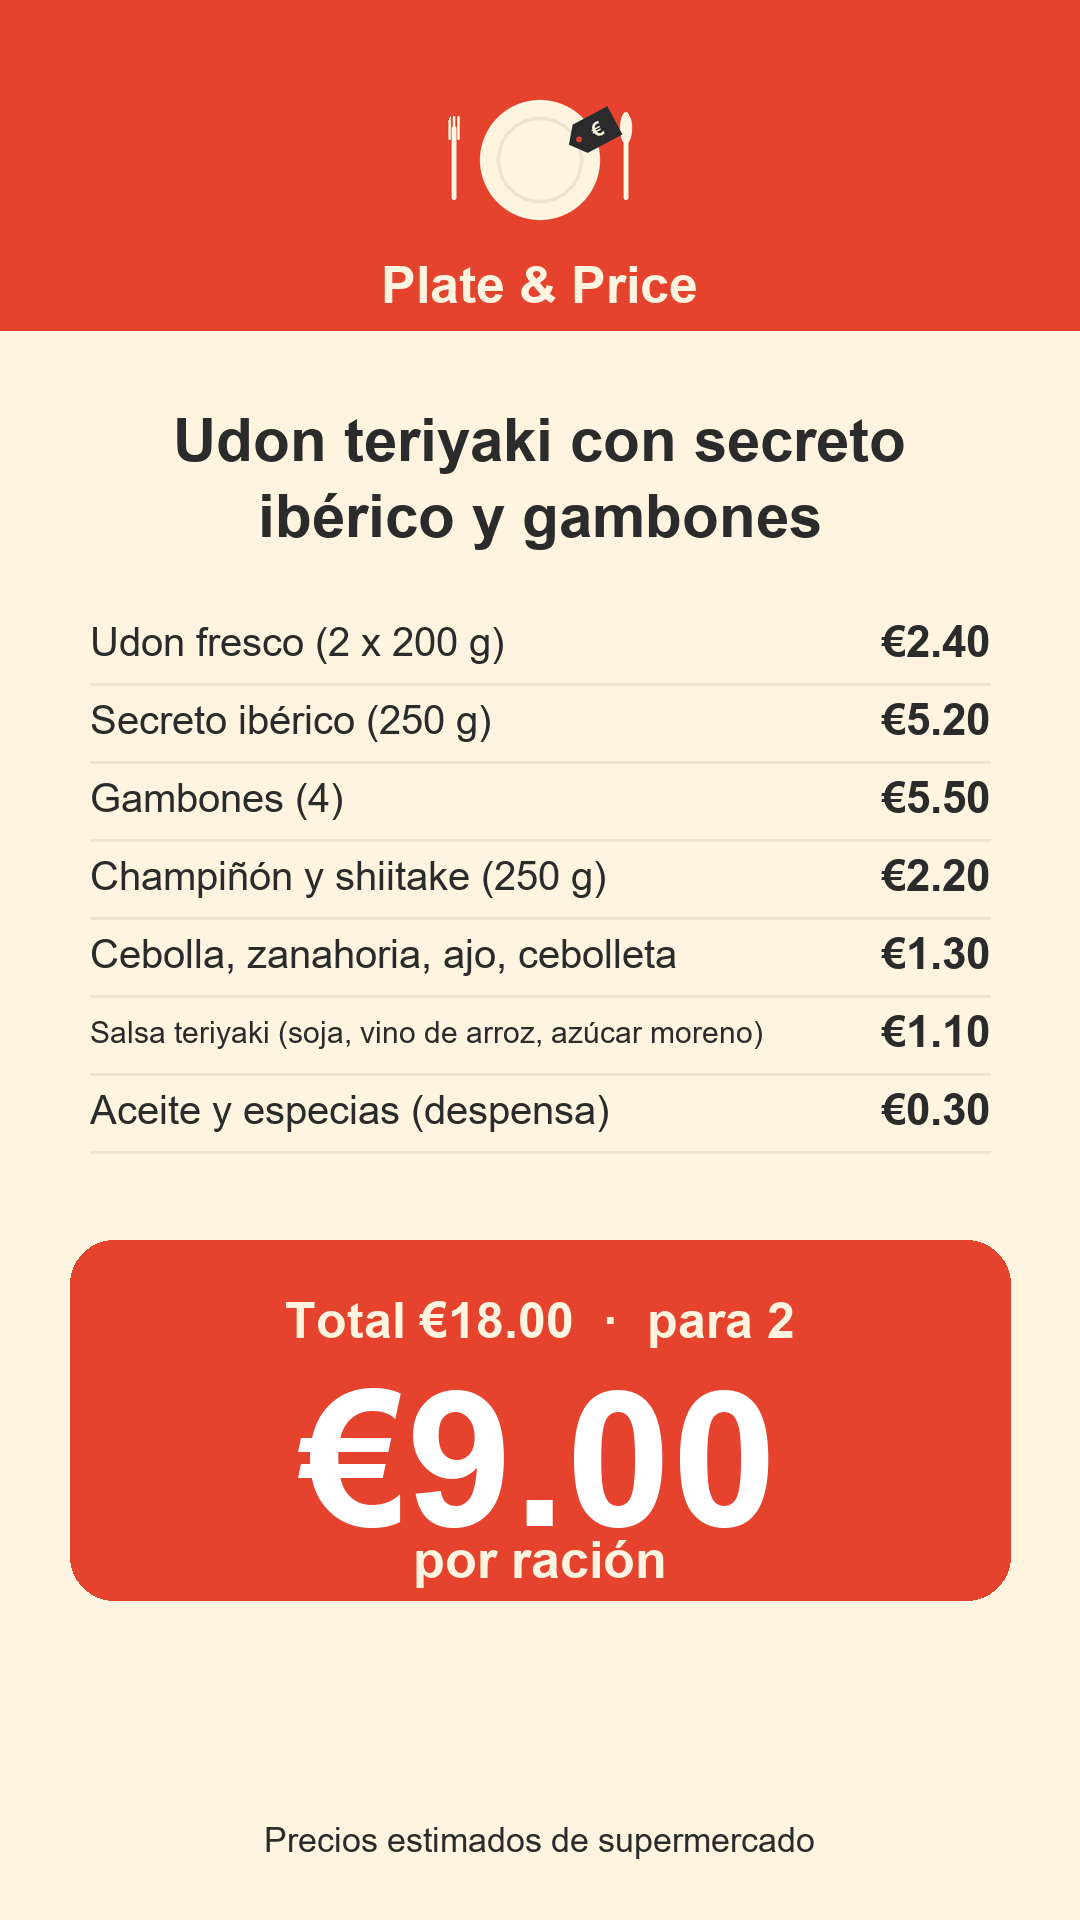 €
Plate & Price
Udon teriyaki con secreto
ibérico y gambones
Udon fresco (2 x 200 g) €2.40
Secreto ibérico (250 g) €5.20
Gambones (4) €5.50
Champiñón y shiitake (250 g) €2.20
Cebolla, zanahoria, ajo, cebolleta €1.30
Salsa teriyaki (soja, vino de arroz, azúcar moreno) €1.10
Aceite y especias (despensa) €0.30
Total €18.00 · para 2
€9.00
por ración
Precios estimados de supermercado